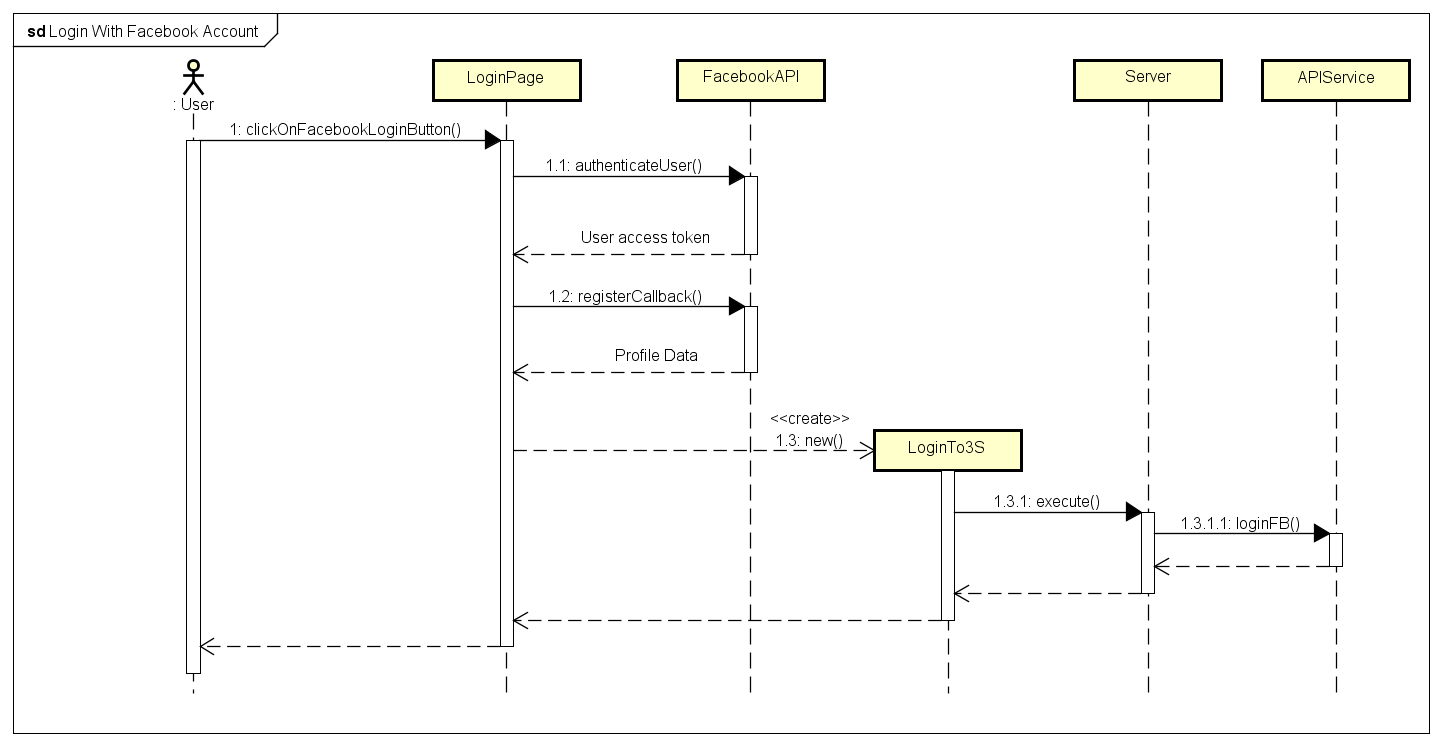 sd Login With Facebook Account
: User
LoginPage
FacebookAPI
Server
APIService
1: clickOnFacebookLoginButton()
1.1: authenticateUser()
User access token
1.2: registerCallback()
Profile Data
<<create>>
1.3: new()
LoginTo3S
1.3.1: execute()
1.3.1.1: loginFB()